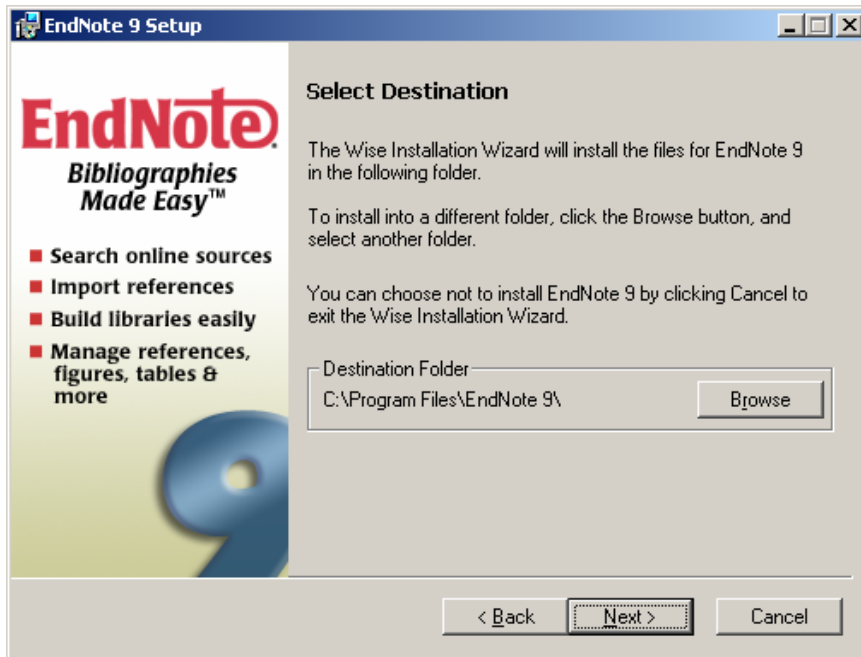 EndNote 9 Setup
EndNote
Bibliographies
Made Easy™
Search online sources
Import references
Build libraries easily
Manage references,
figures, tables &
more
9
Select Destination
The Wise Installation Wizard will install the files for EndNote 9
in the following folder.
To install into a different folder, click the Browse button, and
select another folder.
You can choose not to install EndNote 9 by clicking Cancel to
exit the Wise Installation Wizard.
Destination Folder
C:\Program Files\EndNote 9\
Browse
< Back
Next >
Cancel